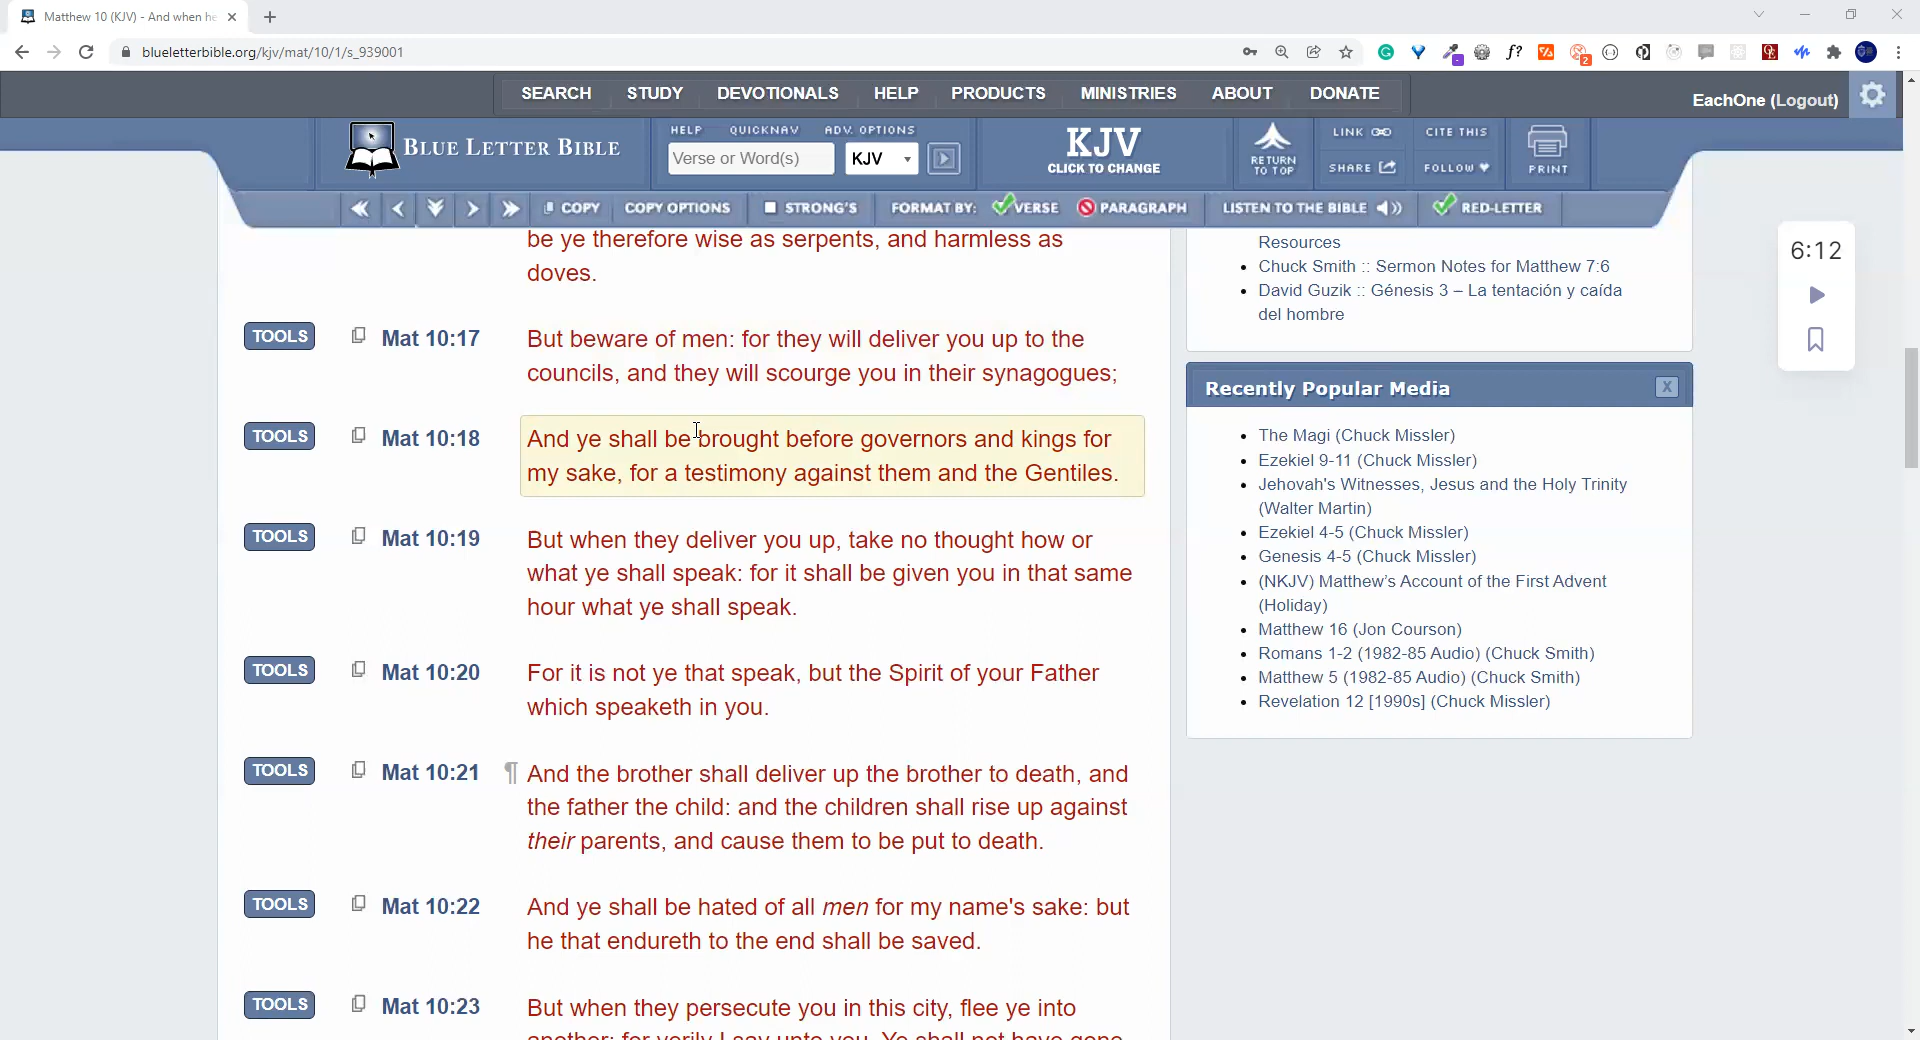 Matthew 10 (KJV) - And when he
blueletterbible.org/kjv/mat/10/1/s_939001
SEARCH STUDY DEVOTIONALS HELP PRODUCTS MINISTRIES ABOUT DONATE
EachOne (Logout)
BLUE LETTER BIBLE
HELP QUICKNAV ADV. OPTIONS
Verse or Word(s) KJV
KJV
CLICK TO CHANGE
RETURN
TO TOP
LINK CITE THIS
SHARE FOLLOW
PRINT
COPY COPY OPTIONS STRONG'S FORMAT BY: VERSE PARAGRAPH LISTEN TO THE BIBLE RED-LETTER
be ye therefore wise as serpents, and harmless as
doves.
TOOLS Mat 10:17 But beware of men: for they will deliver you up to the
councils, and they will scourge you in their synagogues;
TOOLS Mat 10:18 And ye shall be brought before governors and kings for
my sake, for a testimony against them and the Gentiles.
TOOLS Mat 10:19 But when they deliver you up, take no thought how or
what ye shall speak: for it shall be given you in that same
hour what ye shall speak.
TOOLS Mat 10:20 For it is not ye that speak, but the Spirit of your Father
which speaketh in you.
TOOLS Mat 10:21 ¶ And the brother shall deliver up the brother to death, and
the father the child: and the children shall rise up against
their parents, and cause them to be put to death.
TOOLS Mat 10:22 And ye shall be hated of all men for my name's sake: but
he that endureth to the end shall be saved.
TOOLS Mat 10:23 But when they persecute you in this city, flee ye into
another: for verily I say unto you, Ye shall not have gone
Resources
• Chuck Smith :: Sermon Notes for Matthew 7:6
• David Guzik :: Génesis 3 – La tentación y caída
del hombre
Recently Popular Media X
• The Magi (Chuck Missler)
• Ezekiel 9-11 (Chuck Missler)
• Jehovah's Witnesses, Jesus and the Holy Trinity
(Walter Martin)
• Ezekiel 4-5 (Chuck Missler)
• Genesis 4-5 (Chuck Missler)
• (NKJV) Matthew’s Account of the First Advent
(Holiday)
• Matthew 16 (Jon Courson)
• Romans 1-2 (1982-85 Audio) (Chuck Smith)
• Matthew 5 (1982-85 Audio) (Chuck Smith)
• Revelation 12 [1990s] (Chuck Missler)
6:12